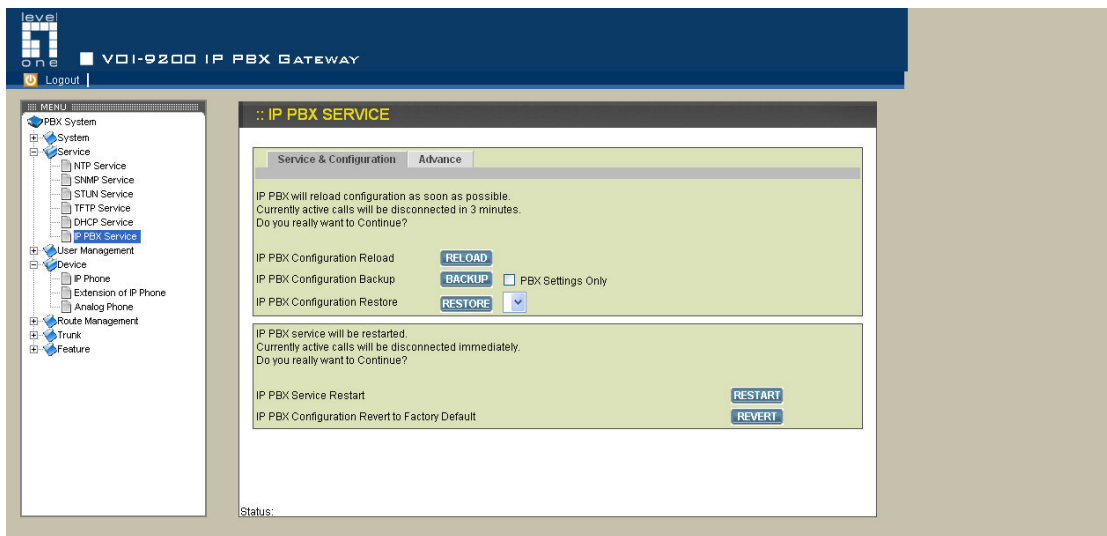 level
one
VOI-9200 IP PBX GATEWAY
Logout
MENU
PBX System
System
Service
NTP Service
SNMP Service
STUN Service
TFTP Service
DHCP Service
IP PBX Service
User Management
Device
IP Phone
Extension of IP Phone
Analog Phone
Route Management
Trunk
Feature
:: IP PBX SERVICE
Service & Configuration Advance
IP PBX will reload configuration as soon as possible.
Currently active calls will be disconnected in 3 minutes.
Do you really want to Continue?
IP PBX Configuration Reload RELOAD
IP PBX Configuration Backup BACKUP PBX Settings Only
IP PBX Configuration Restore RESTORE
IP PBX service will be restarted.
Currently active calls will be disconnected immediately.
Do you really want to Continue?
IP PBX Service Restart RESTART
IP PBX Configuration Revert to Factory Default REVERT
Status: